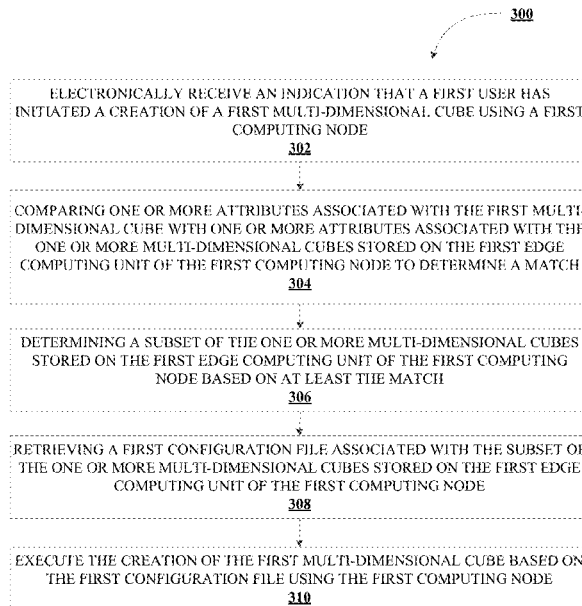 300
ELECTRONICALLY RECEIVE AN INDICATION THAT A FIRST USER HAS
INITIATED A CREATION OF A FIRST MULTI-DIMENSIONAL CUBE USING A FIRST
COMPUTING NODE
302
COMPARING ONE OR MORE ATTRIBUTES ASSOCIATED WITH THE FIRST MULTI-
DIMENSIONAL CUBE WITH ONE OR MORE ATTRIBUTES ASSOCIATED WITH THE
ONE OR MORE MULTI-DIMENSIONAL CUBES STORED ON THE FIRST EDGE
COMPUTING UNIT OF THE FIRST COMPUTING NODE TO DETERMINE A MATCH
304
DETERMINING A SUBSET OF THE ONE OR MORE MULTI-DIMENSIONAL CUBES
STORED ON THE FIRST EDGE COMPUTING UNIT OF THE FIRST COMPUTING
NODE BASED ON AT LEAST THE MATCH
306
RETRIEVING A FIRST CONFIGURATION FILE ASSOCIATED WITH THE SUBSET OF
THE ONE OR MORE MULTI-DIMENSIONAL CUBES STORED ON THE FIRST EDGE
COMPUTING UNIT OF THE FIRST COMPUTING NODE
308
EXECUTE THE CREATION OF THE FIRST MULTI-DIMENSIONAL CUBE BASED ON
THE FIRST CONFIGURATION FILE USING THE FIRST COMPUTING NODE
310